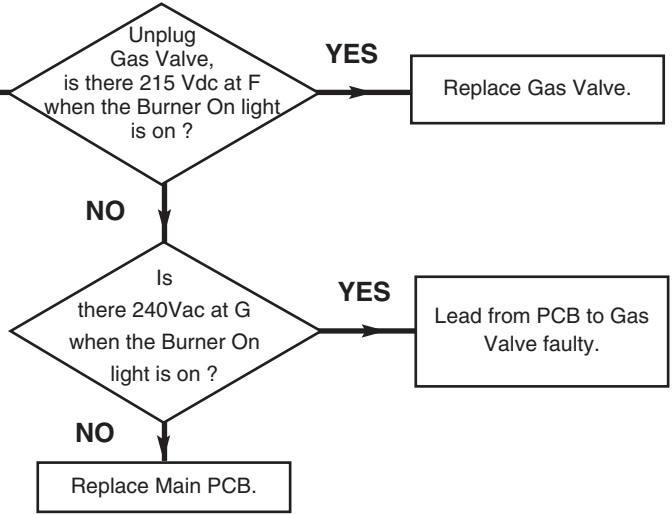 Unplug
Gas Valve,
is there 215 Vdc at F
when the Burner On light
is on ?
YES
Replace Gas Valve.
NO
Is
there 240Vac at G
when the Burner On
light is on ?
YES
Lead from PCB to Gas
Valve faulty.
NO
Replace Main PCB.